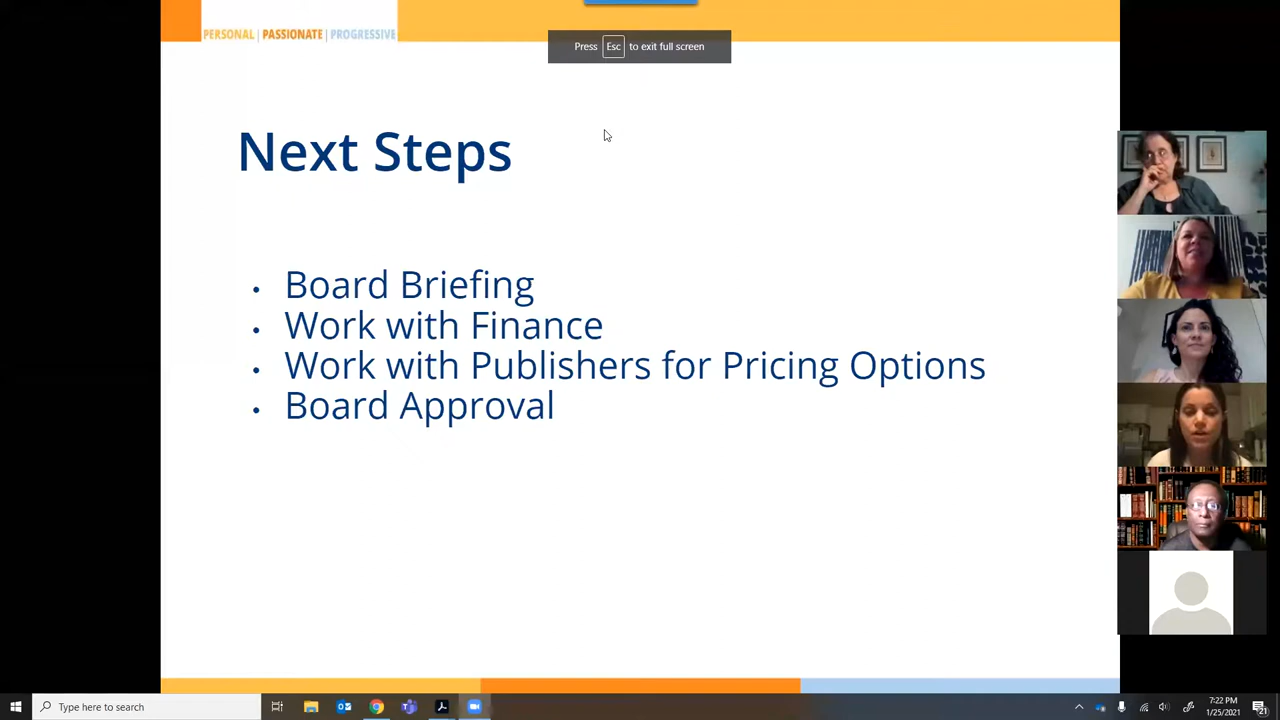 PERSONAL | PASSIONATE | PROGRESSIVE
Press Esc to exit full screen
Next Steps
• Board Briefing
• Work with Finance
• Work with Publishers for Pricing Options
• Board Approval
Type here to search
7:22 PM
1/25/2021
21